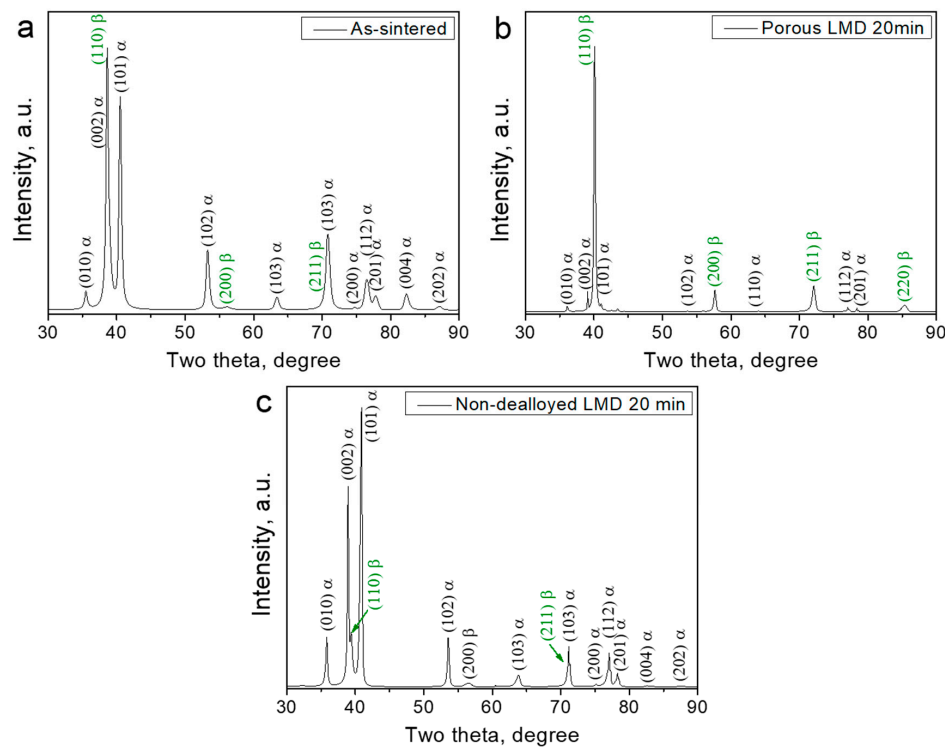 a
As-sintered
Intensity, a.u.
(010) α
(002) α
(110) β
(101) α
(102) α
(200) β
(103) α
(211) β
(103) α
(200) α
(112) α
(201) α
(004) α
(202) α
30 40 50 60 70 80 90
Two theta, degree
b
Porous LMD 20min
Intensity, a.u.
(010) α
(002) α
(110) β
(101) α
(102) α
(200) β
(110) α
(211) β
(112) α
(201) α
(220) β
30 40 50 60 70 80 90
Two theta, degree
c
Non-dealloyed LMD 20 min
Intensity, a.u.
(010) α
(002) α
(101) α
(110) β
(102) α
(200) β
(103) α
(211) β
(103) α
(200) α
(112) α
(201) α
(004) α
(202) α
30 40 50 60 70 80 90
Two theta, degree